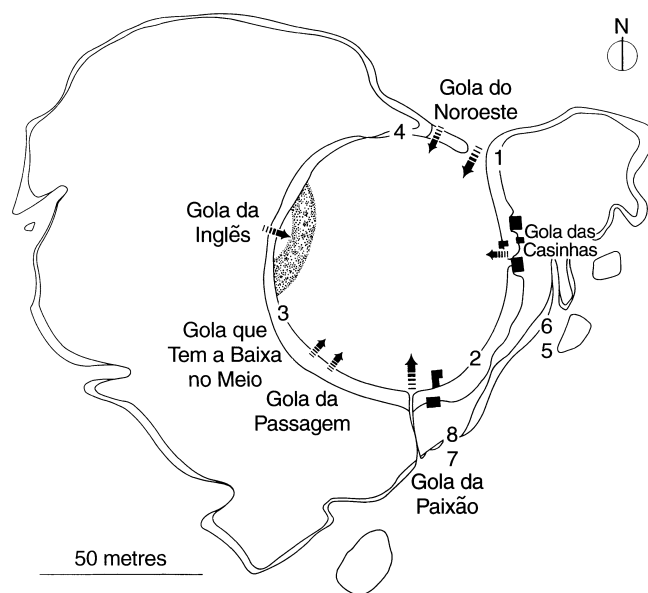 N
Gola do
Noroeste
4
1
Gola da
Inglês
Gola das
Casinhas
3
Gola que
Tem a Baixa
no Meio
6
5
2
Gola da
Passagem
8
7
Gola da
Paixão
50 metres